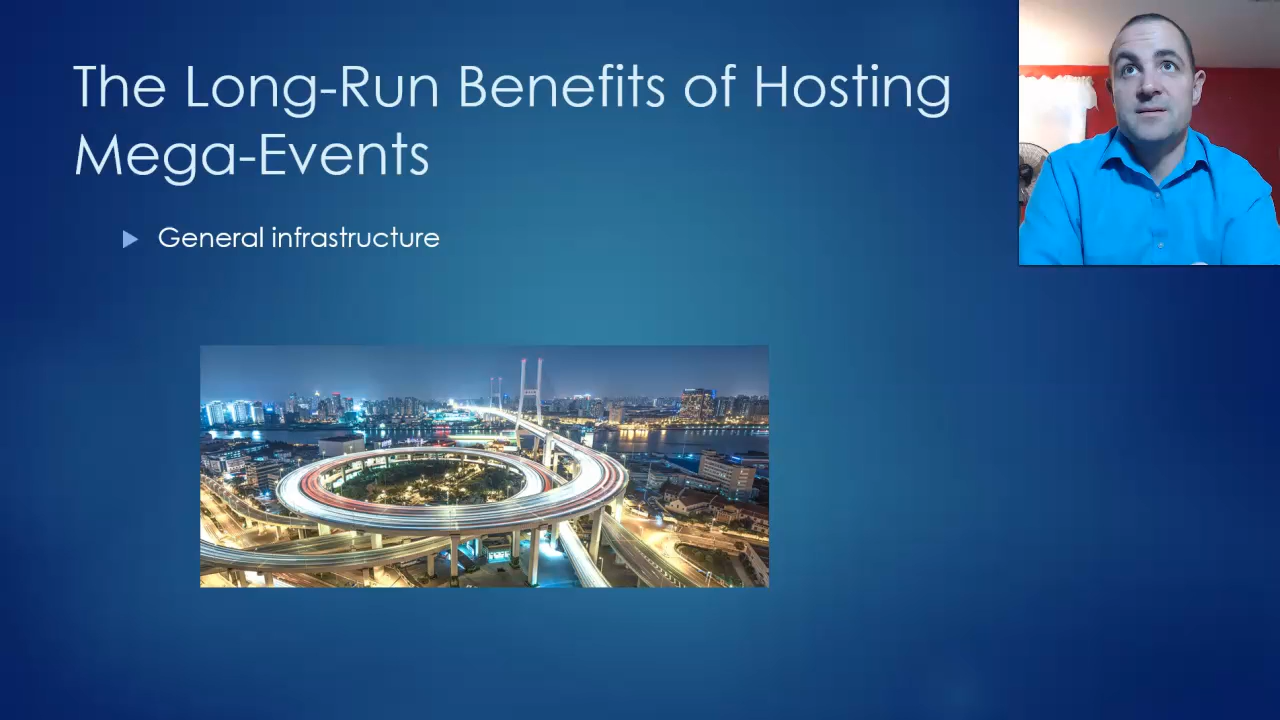 The Long-Run Benefits of Hosting
Mega-Events
General infrastructure